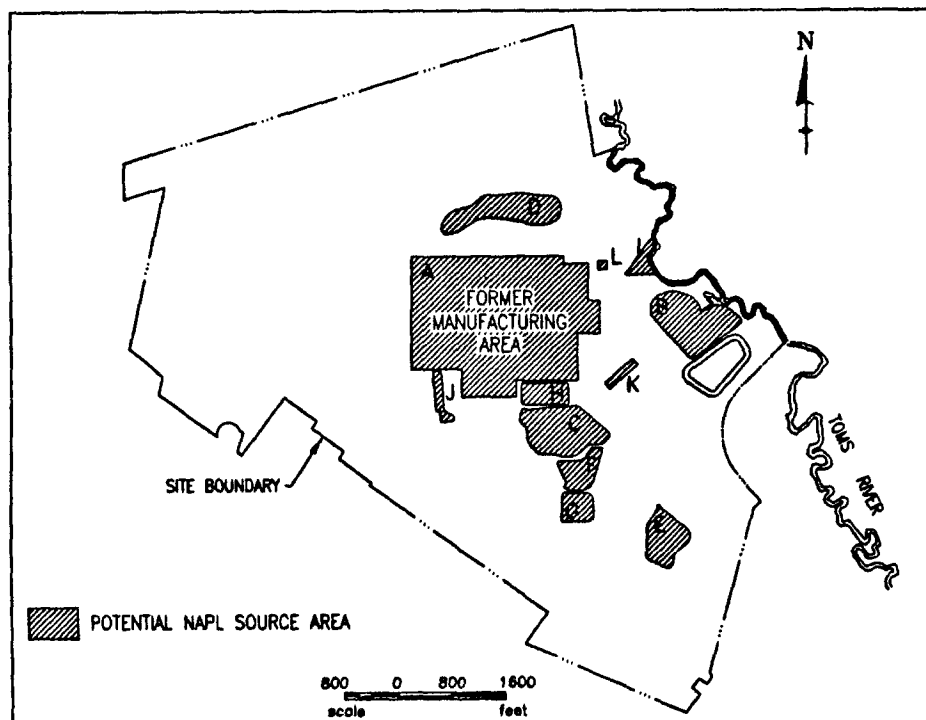 N
D
L
I
A
FORMER
MANUFACTURING
AREA
B
K
J
H
C
F
G
E
TOMS RIVER
SITE BOUNDARY
POTENTIAL NAPL SOURCE AREA
800 0 800 1600
scale feet